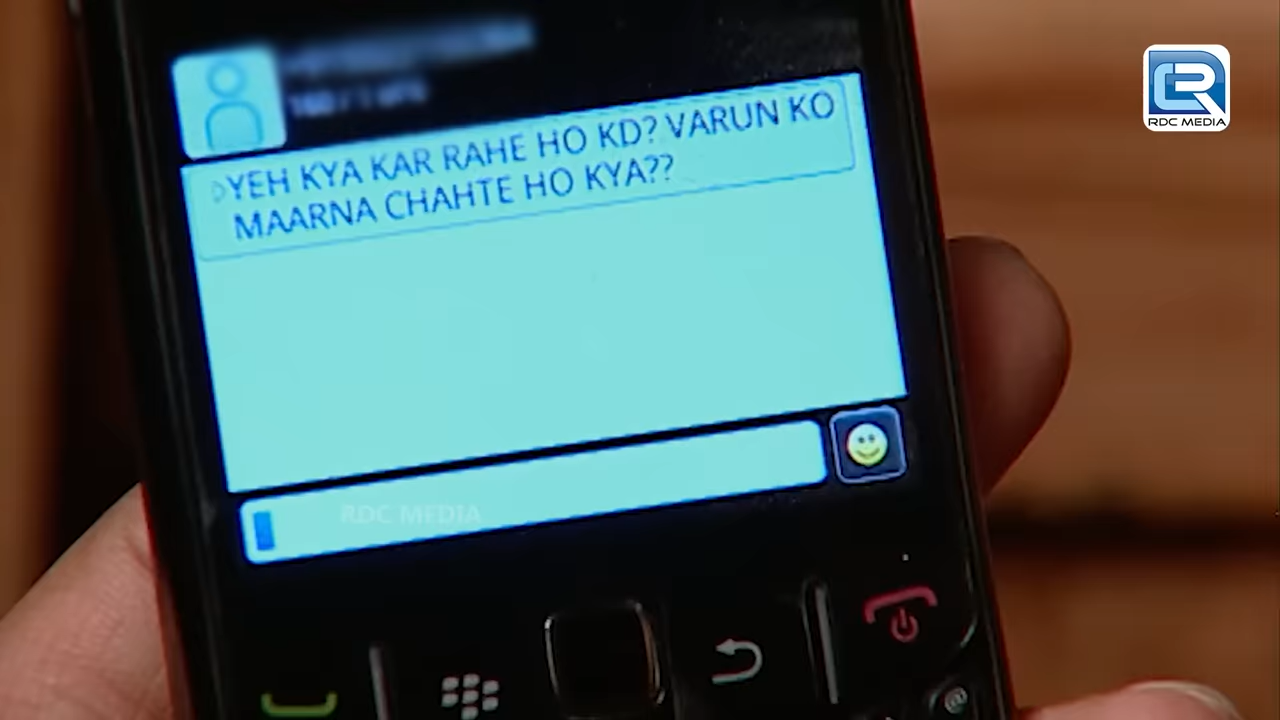 RDC MEDIA
YEH KYA KAR RAHE HO KD? VARUN KO
MAARNA CHAHTE HO KYA??
RDC MEDIA